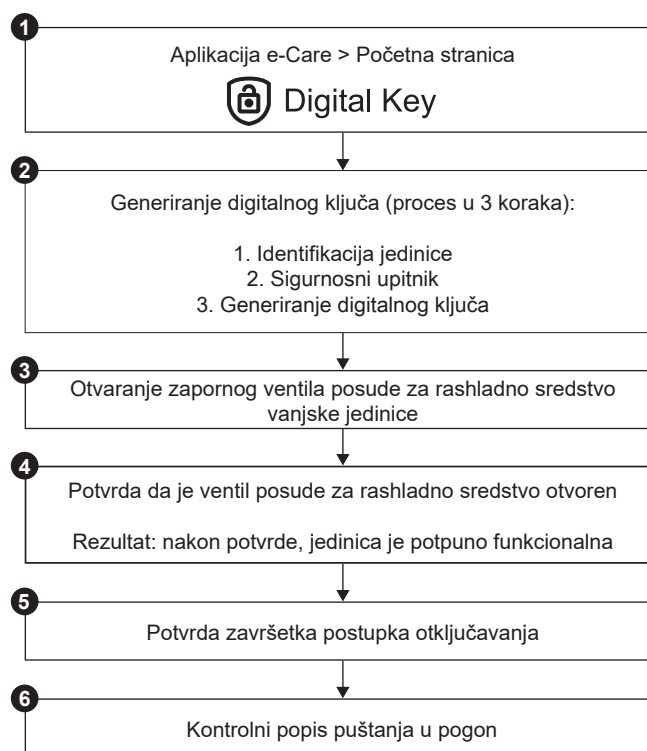 1
Aplikacija e-Care > Početna stranica
Digital Key
2
Generiranje digitalnog ključa (proces u 3 koraka):
1. Identifikacija jedinice
2. Sigurnosni upitnik
3. Generiranje digitalnog ključa
3
Otvaranje zapornog ventila posude za rashladno sredstvo
vanjske jedinice
4
Potvrda da je ventil posude za rashladno sredstvo otvoren
Rezultat: nakon potvrde, jedinica je potpuno funkcionalna
5
Potvrda završetka postupka otključavanja
6
Kontrolni popis puštanja u pogon